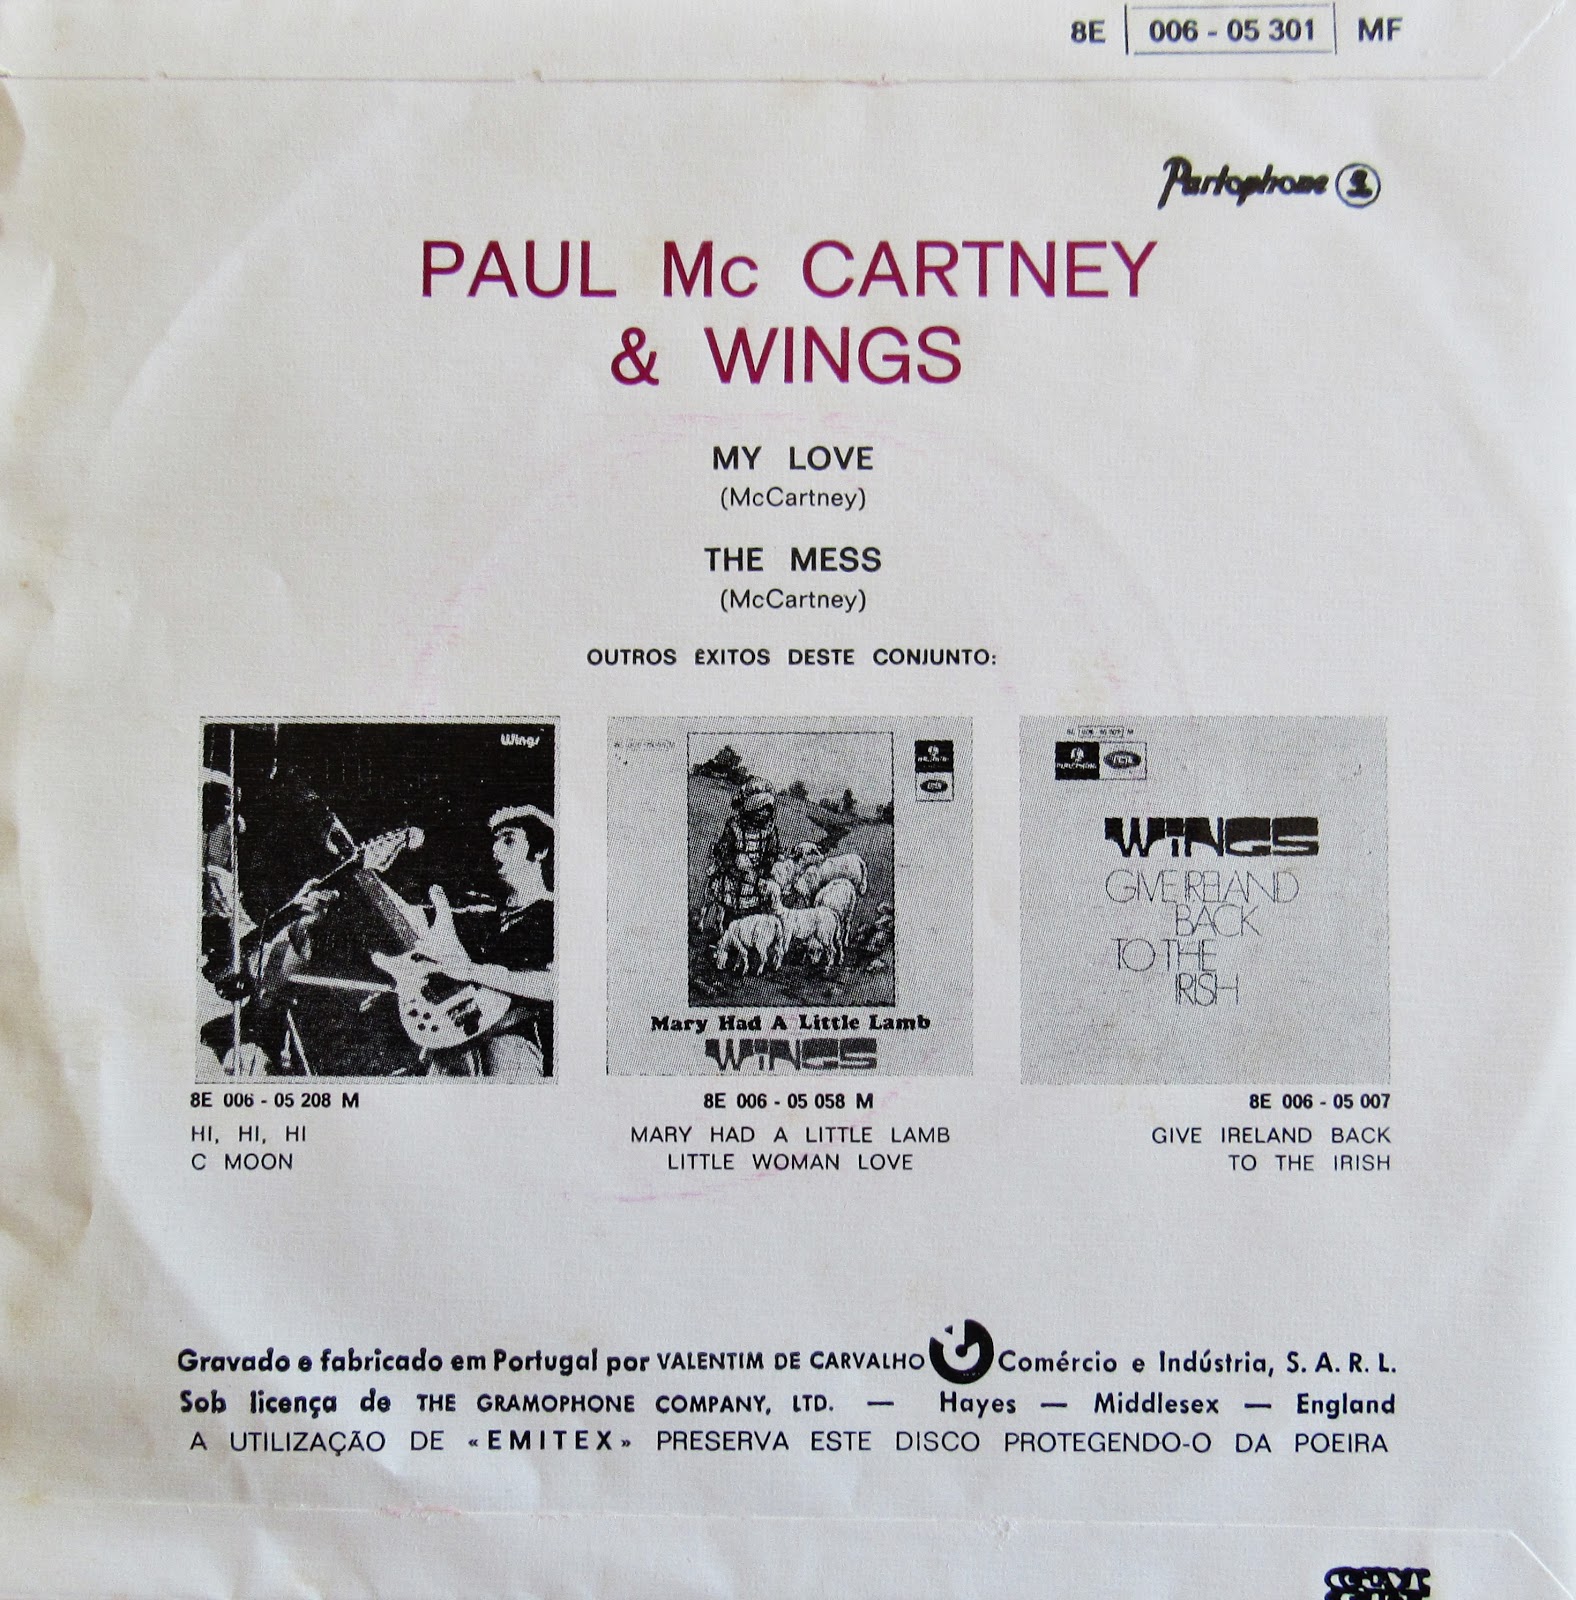 8E 006 - 05 301 MF
Parlophone
PAUL Mc CARTNEY
& WINGS
MY LOVE
(McCartney)
THE MESS
(McCartney)
OUTROS ÊXITOS DESTE CONJUNTO:
Wings
Mary Had A Little Lamb
WINGS
WINGS
GIVE IRELAND
BACK
TO THE
IRISH
8E 006 - 05 208 M
HI, HI, HI
C MOON
8E 006 - 05 058 M
MARY HAD A LITTLE LAMB
LITTLE WOMAN LOVE
8E 006 - 05 007
GIVE IRELAND BACK
TO THE IRISH
Gravado e fabricado em Portugal por VALENTIM DE CARVALHO Comércio e Indústria, S. A. R. L.
Sob licença de THE GRAMOPHONE COMPANY, LTD. — Hayes — Middlesex — England
A UTILIZAÇÃO DE «EMITEX» PRESERVA ESTE DISCO PROTEGENDO-O DA POEIRA